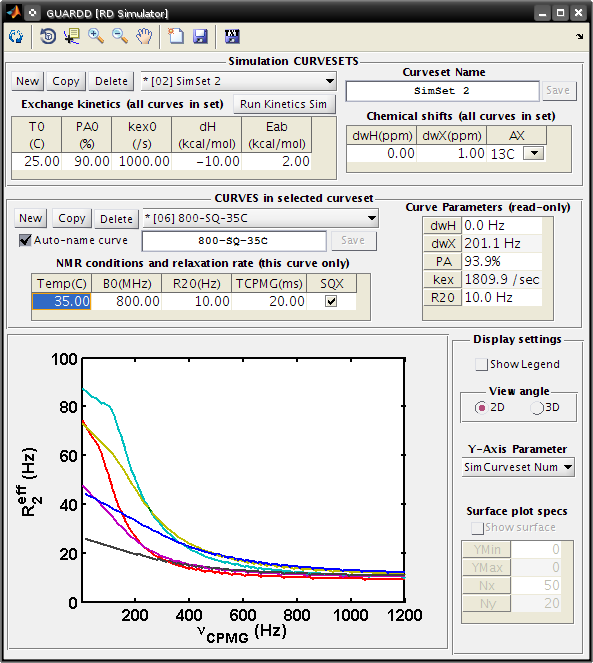 GUARDD [RD Simulator]
Simulation CURVESETS
New Copy Delete * [02] SimSet 2
Curveset Name
SimSet 2 Save
Exchange kinetics (all curves in set) Run Kinetics Sim
T0 (C) PA0 (%) kex0 (/s) dH (kcal/mol) Eab (kcal/mol)
25.00 90.00 1000.00 -10.00 2.00
Chemical shifts (all curves in set)
dwH(ppm) dwX(ppm) AX
0.00 1.00 13C
CURVES in selected curveset
New Copy Delete * [06] 800-SQ-35C
Auto-name curve 800-SQ-35C Save
NMR conditions and relaxation rate (this curve only)
Temp(C) B0(MHz) R20(Hz) TCPMG(ms) SQX
35.00 800.00 10.00 20.00
Curve Parameters (read-only)
dwH 0.0 Hz
dwX 201.1 Hz
PA 93.9%
kex 1809.9 /sec
R20 10.0 Hz
100
80
60
40
20
0
R2eff (Hz)
200 400 600 800 1000 1200
νCPMG (Hz)
Display settings
Show Legend
View angle
2D 3D
Y-Axis Parameter
Sim Curveset Num
Surface plot specs
Show surface
YMin 0
YMax 0
Nx 50
Ny 20